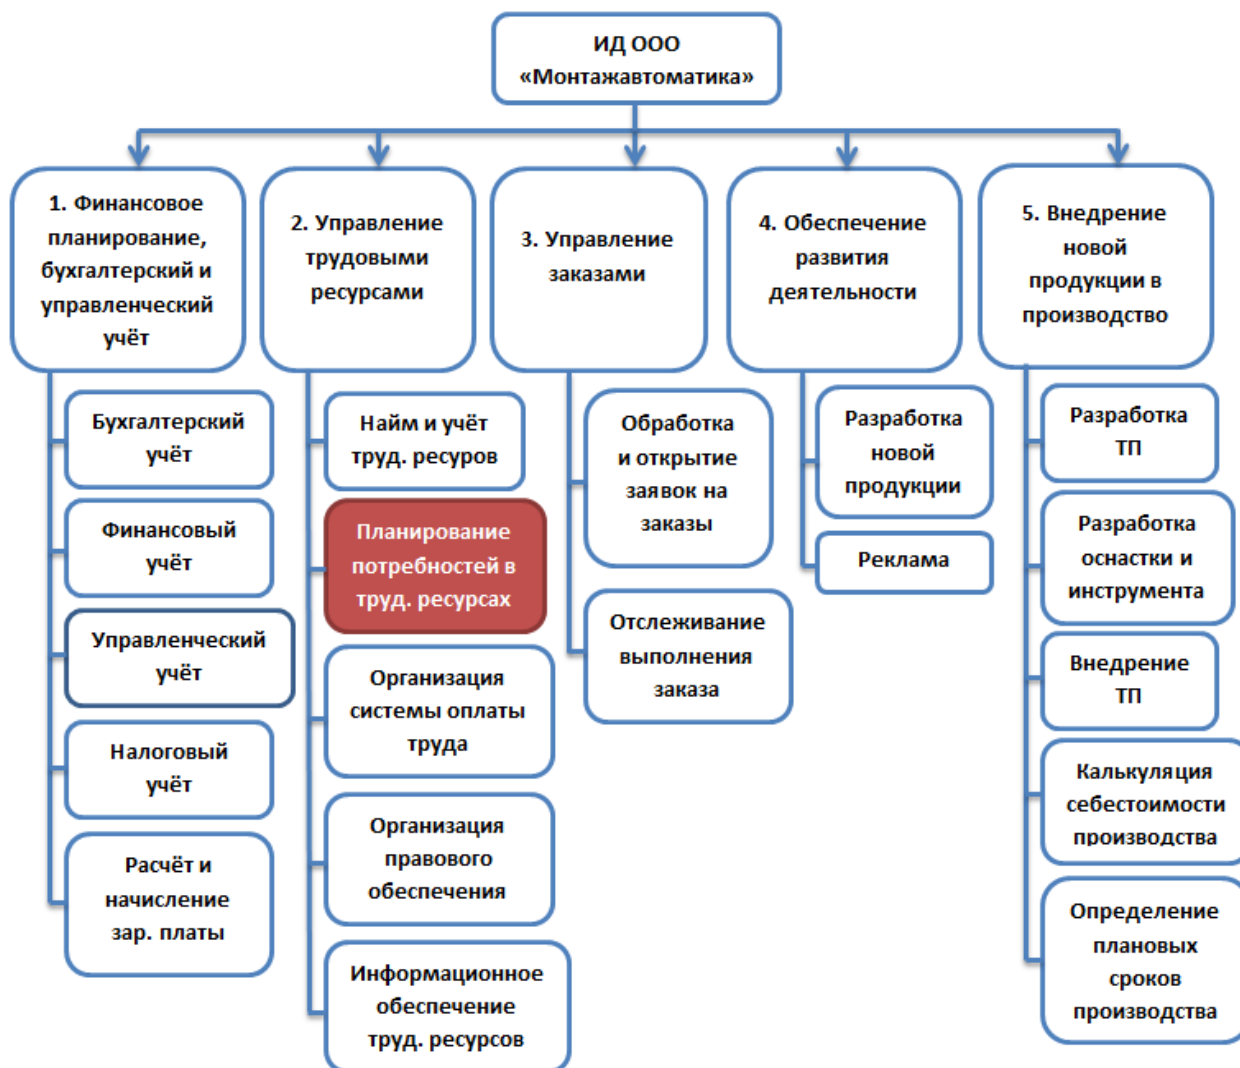 ИД ООО
«Монтажавтоматика»
1. Финансовое
планирование,
бухгалтерский и
управленческий
учёт
Бухгалтерский
учёт
Финансовый
учёт
Управленческий
учёт
Налоговый
учёт
Расчёт и
начисление
зар. платы
2. Управление
трудовыми
ресурсами
Найм и учёт
труд. ресуров
Планирование
потребностей в
труд. ресурсах
Организация
системы оплаты
труда
Организация
правового
обеспечения
Информационное
обеспечение
труд. ресурсов
3. Управление
заказами
Обработка
и открытие
заявок на
заказы
Отслеживание
выполнения
заказа
4. Обеспечение
развития
деятельности
Разработка
новой
продукции
Реклама
5. Внедрение
новой
продукции в
производство
Разработка
ТП
Разработка
оснастки и
инструмента
Внедрение
ТП
Калькуляция
себестоимости
производства
Определение
плановых
сроков
производства